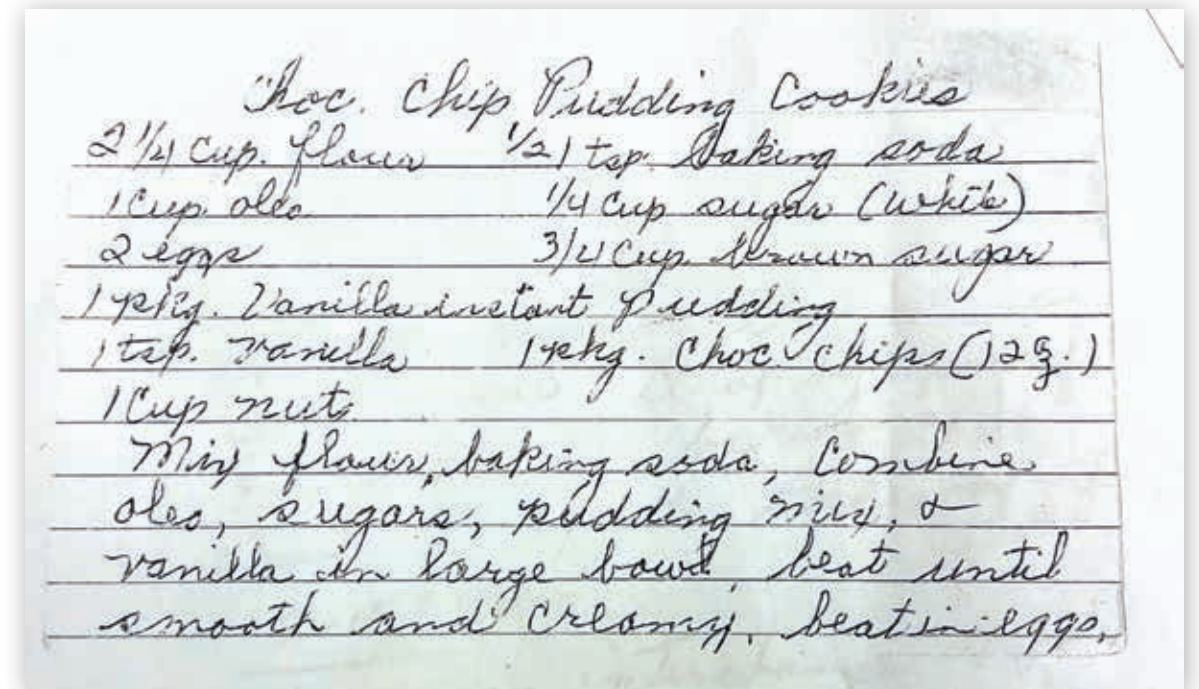 Choc. Chip Pudding Cookies
2 1/4 Cup. flour 1/2 1 tsp. baking soda
1 Cup. oleo 1/4 Cup sugar (White)
2 eggs 3/4 Cup. brown sugar
1 pkg. Vanilla instant Pudding
1 tsp. vanilla 1 pkg. Choc chips (12 oz.)
1 Cup nuts
Mix flour, baking soda, Combine
oleo, sugars, pudding mix, &
vanilla in large bowl, beat until
smooth and Creamy. beat in eggs.